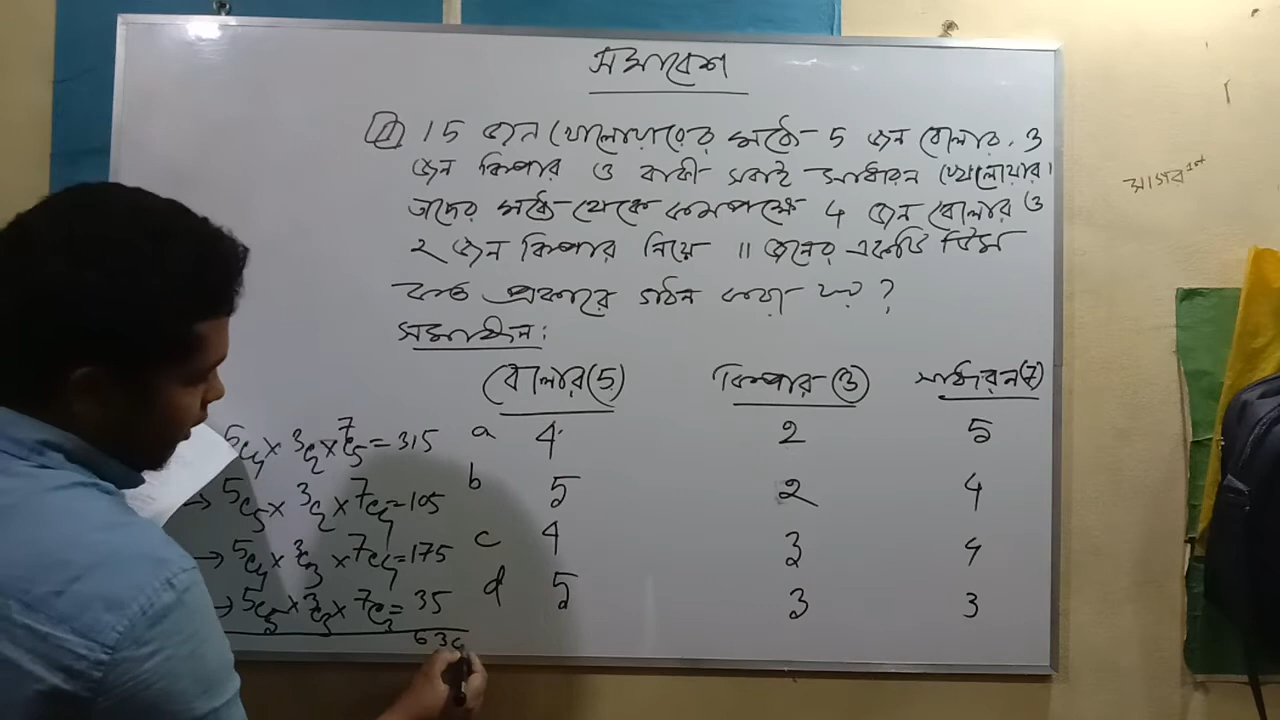 সমাবেশ
15 জন খেলোয়ারের মধ্যে 5 জন বোলার, 3
জন কিপার ও বাকী সবাই সাধারন খেলোয়ার।
তাদের মধ্যে থেকে কমপক্ষে 4 জন বোলার ও
২ জন কিপার নিয়ে 11 জনের একটি টিম
কত প্রকারে গঠন করা যায়?
সমাধান:
বোলার(5) কিপার (3) সাধারন(7)
⁵C₄ × ³C₂ × ⁷C₅ = 315 a 4 2 5
→ ⁵C₅ × ³C₂ × ⁷C₄ = 105 b 5 2 4
→ ⁵C₄ × ³C₃ × ⁷C₄ = 175 c 4 3 4
→ ⁵C₅ × ³C₃ × ⁷C₃ = 35 d 5 3 3